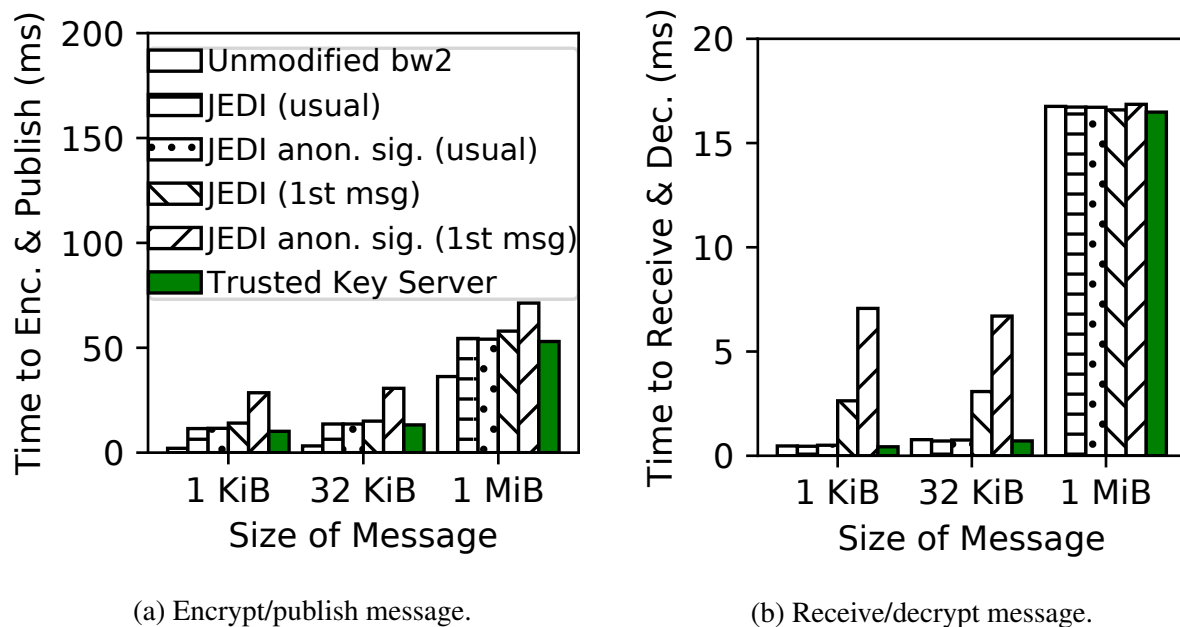 Time to Enc. & Publish (ms)
200
150
100
50
0
Unmodified bw2
JEDI (usual)
JEDI anon. sig. (usual)
JEDI (1st msg)
JEDI anon. sig. (1st msg)
Trusted Key Server
1 KiB 32 KiB 1 MiB
Size of Message
(a) Encrypt/publish message.
Time to Receive & Dec. (ms)
20
15
10
5
0
1 KiB 32 KiB 1 MiB
Size of Message
(b) Receive/decrypt message.